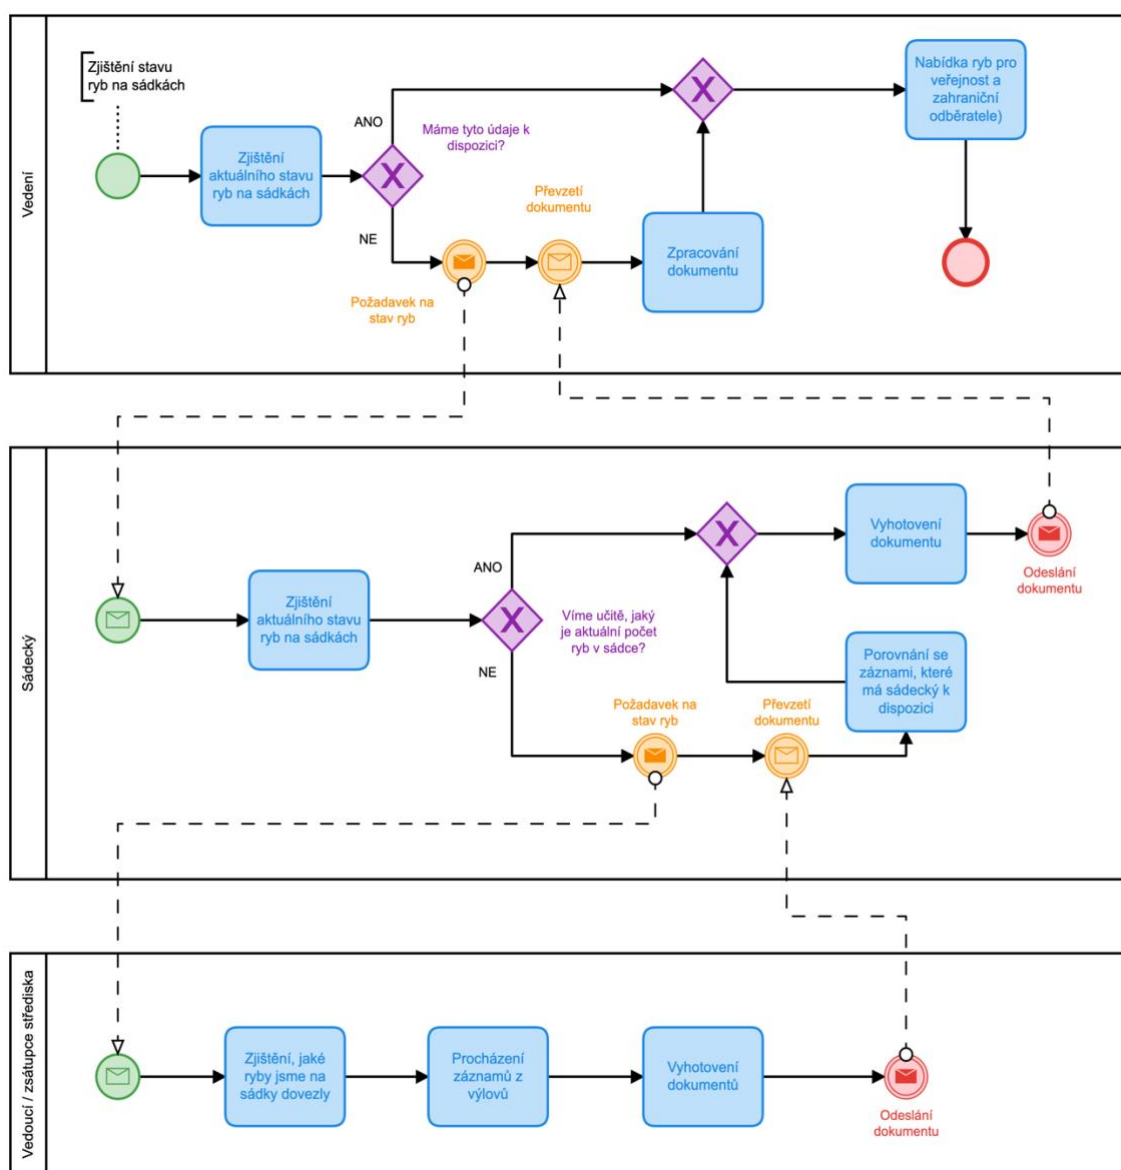 Vedení
Zjištění stavu
ryb na sádkách
Zjištění
aktuálního stavu
ryb na sádkách
ANO
Máme tyto údaje k
dispozici?
NE
Požadavek na
stav ryb
Převzetí
dokumentu
Zpracování
dokumentu
Nabídka ryb pro
veřejnost a
zahraniční
odběratele)
Sádecký
Zjištění
aktuálního stavu
ryb na sádkách
ANO
Víme učitě, jaký
je aktuální počet
ryb v sádce?
NE
Požadavek na
stav ryb
Převzetí
dokumentu
Porovnání se
záznami, které
má sádecký k
dispozici
Vyhotovení
dokumentu
Odeslání
dokumentu
Vedoucí / zsátupce střediska
Zjištění, jaké
ryby jsme na
sádky dovezly
Procházení
záznamů z
výlovů
Vyhotovení
dokumentů
Odeslání
dokumentu